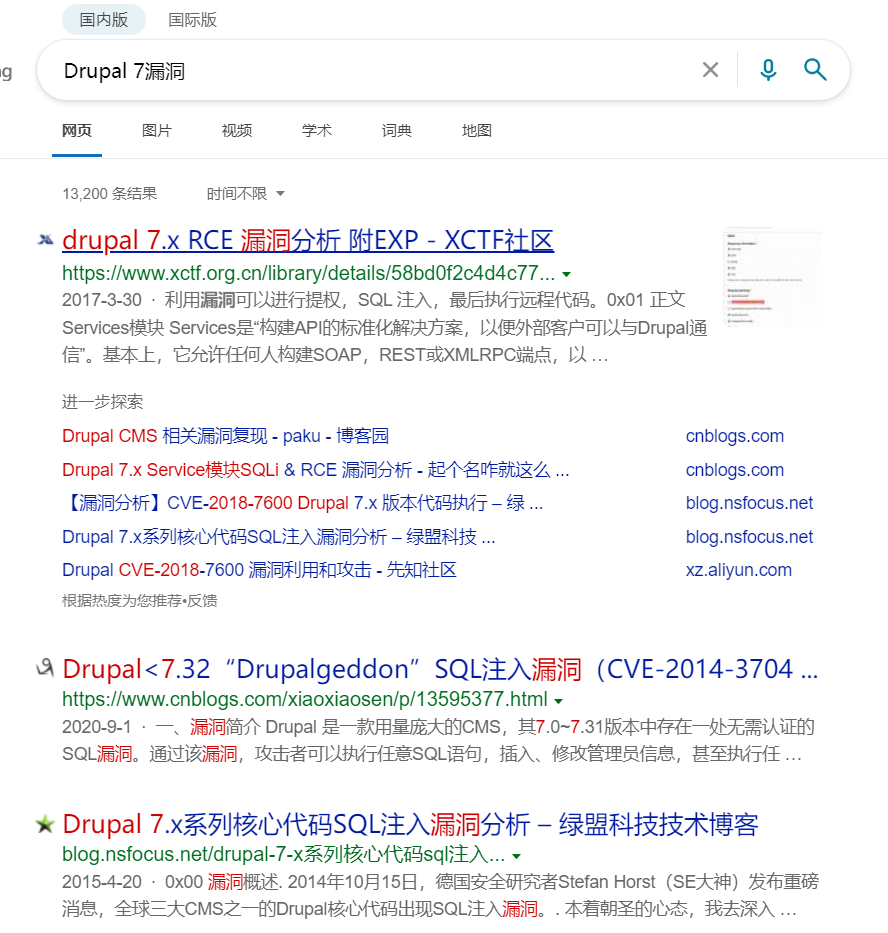 国内版 国际版
ng Drupal 7漏洞
网页 图片 视频 学术 词典 地图
13,200 条结果 时间不限
drupal 7.x RCE 漏洞分析 附EXP - XCTF社区
https://www.xctf.org.cn/library/details/58bd0f2c4d4c77...
2017-3-30 · 利用漏洞可以进行提权，SQL 注入，最后执行远程代码。0x01 正文
Services模块 Services是“构建API的标准化解决方案，以便外部客户可以与Drupal通
信”。基本上，它允许任何人构建SOAP，REST或XMLRPC端点，以 …
进一步探索
Drupal CMS 相关漏洞复现 - paku - 博客园 cnblogs.com
Drupal 7.x Service模块SQLi & RCE 漏洞分析 - 起个名咋就这么 ... cnblogs.com
【漏洞分析】CVE-2018-7600 Drupal 7.x 版本代码执行 – 绿 ... blog.nsfocus.net
Drupal 7.x系列核心代码SQL注入漏洞分析 – 绿盟科技 ... blog.nsfocus.net
Drupal CVE-2018-7600 漏洞利用和攻击 - 先知社区 xz.aliyun.com
根据热度为您推荐•反馈
Drupal<7.32“Drupalgeddon”SQL注入漏洞（CVE-2014-3704 ...
https://www.cnblogs.com/xiaoxiaosen/p/13595377.html
2020-9-1 · 一、漏洞简介 Drupal 是一款用量庞大的CMS，其7.0~7.31版本中存在一处无需认证的
SQL漏洞。通过该漏洞，攻击者可以执行任意SQL语句，插入、修改管理员信息，甚至执行任 …
Drupal 7.x系列核心代码SQL注入漏洞分析 – 绿盟科技技术博客
blog.nsfocus.net/drupal-7-x系列核心代码sql注入...
2015-4-20 · 0x00 漏洞概述. 2014年10月15日，德国安全研究者Stefan Horst（SE大神）发布重磅
消息，全球三大CMS之一的Drupal核心代码出现SQL注入漏洞。. 本着朝圣的心态，我去深入 …